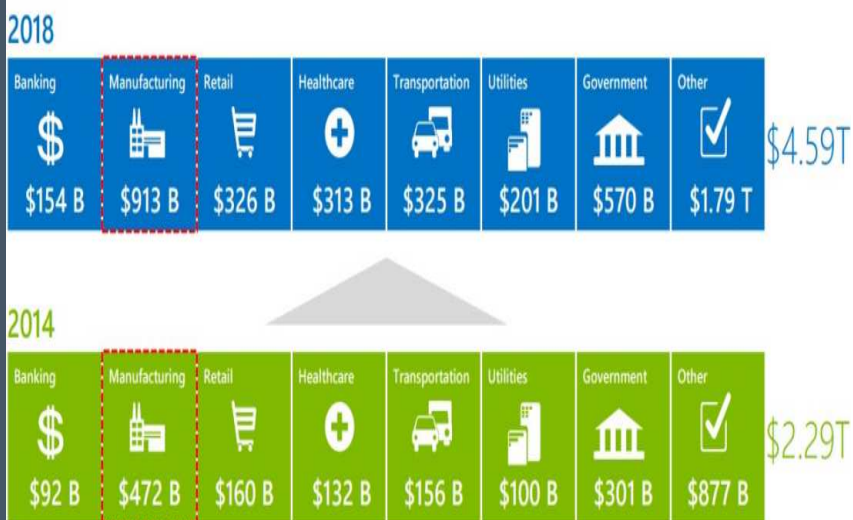 2018
Banking Manufacturing Retail Healthcare Transportation Utilities Government Other
$
$154 B $913 B $326 B $313 B $325 B $201 B $570 B $1.79 T
$4.59T
2014
Banking Manufacturing Retail Healthcare Transportation Utilities Government Other
$
$92 B $472 B $160 B $132 B $156 B $100 B $301 B $877 B
$2.29T